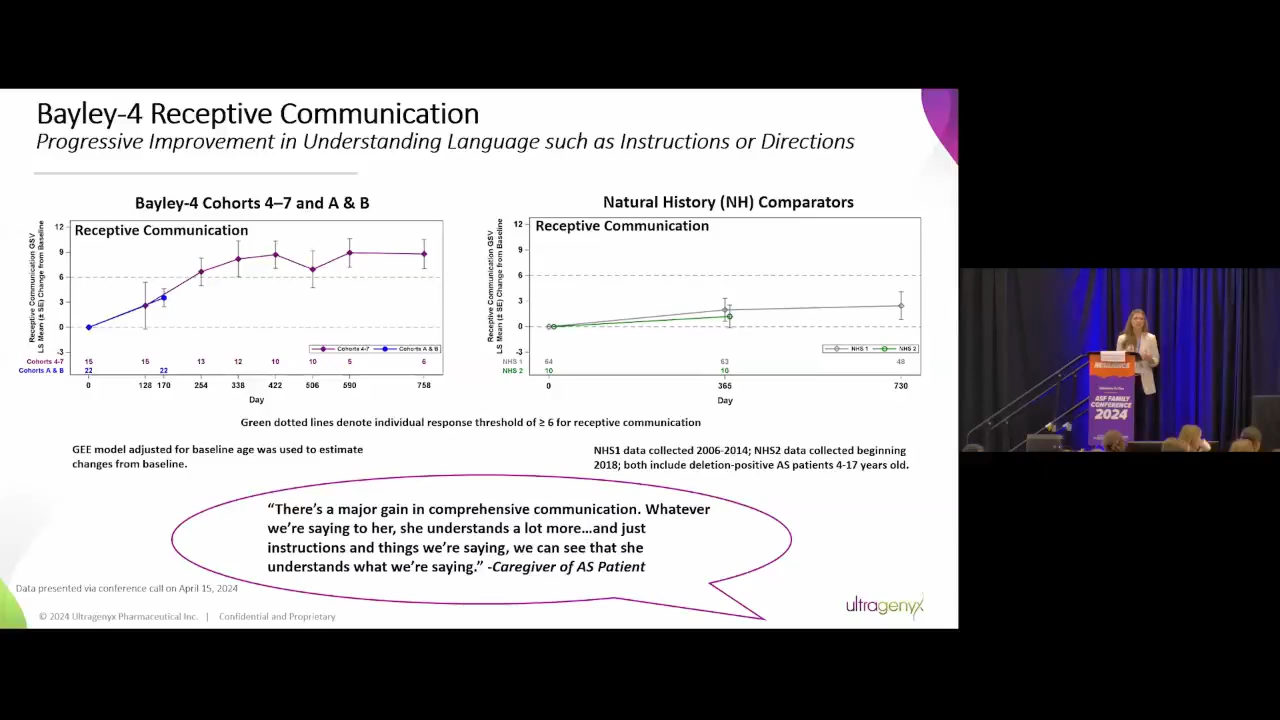 Bayley-4 Receptive Communication
Progressive Improvement in Understanding Language such as Instructions or Directions
Bayley-4 Cohorts 4–7 and A & B
Receptive Communication GSV
LS Mean (± SE) Change from Baseline
Receptive Communication
12
9
6
3
0
-3
Cohorts 4-7
Cohorts A & B
Cohorts 4-7 15 15 13 12 10 10 5 6
Cohorts A & B 22 22
0 128 170 254 338 422 506 590 758
Day
Natural History (NH) Comparators
Receptive Communication GSV
LS Mean (± SE) Change from Baseline
Receptive Communication
12
9
6
3
0
-3
NHS 1
NHS 2
NHS 1 64 63 48
NHS 2 10 10
0 365 730
Day
Green dotted lines denote individual response threshold of ≥ 6 for receptive communication
GEE model adjusted for baseline age was used to estimate
changes from baseline.
NHS1 data collected 2006-2014; NHS2 data collected beginning
2018; both include deletion-positive AS patients 4-17 years old.
“There’s a major gain in comprehensive communication. Whatever
we’re saying to her, she understands a lot more…and just
instructions and things we’re saying, we can see that she
understands what we’re saying.” -Caregiver of AS Patient
Data presented via conference call on April 15, 2024
© 2024 Ultragenyx Pharmaceutical Inc. | Confidential and Proprietary
ultragenyx
ASF FAMILY
CONFERENCE
2024